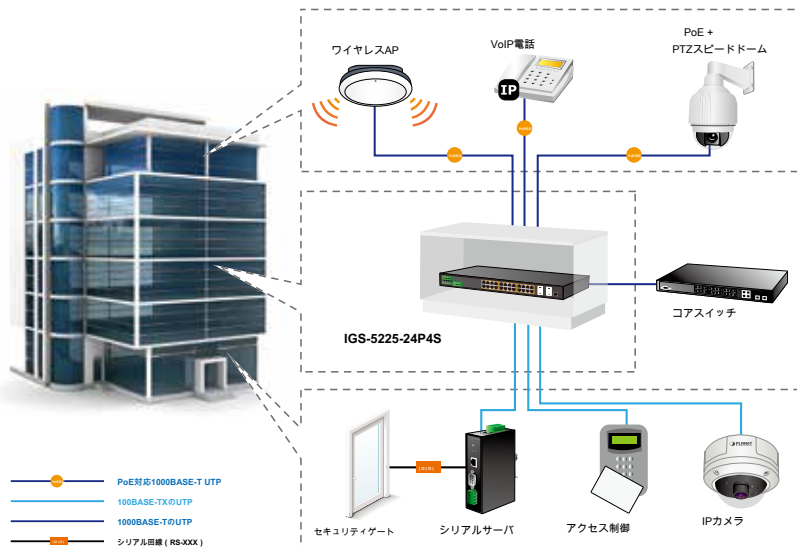 ワイヤレスAP
VoIP電話
PoE +
PTZスピードドーム
IP
IGS-5225-24P4S
コアスイッチ
セキュリティゲート
シリアルサーバ
アクセス制御
IPカメラ
PLANET
PoE対応1000BASE-T UTP
100BASE-TXのUTP
1000BASE-TのUTP
シリアル回線 ( RS-XXX )